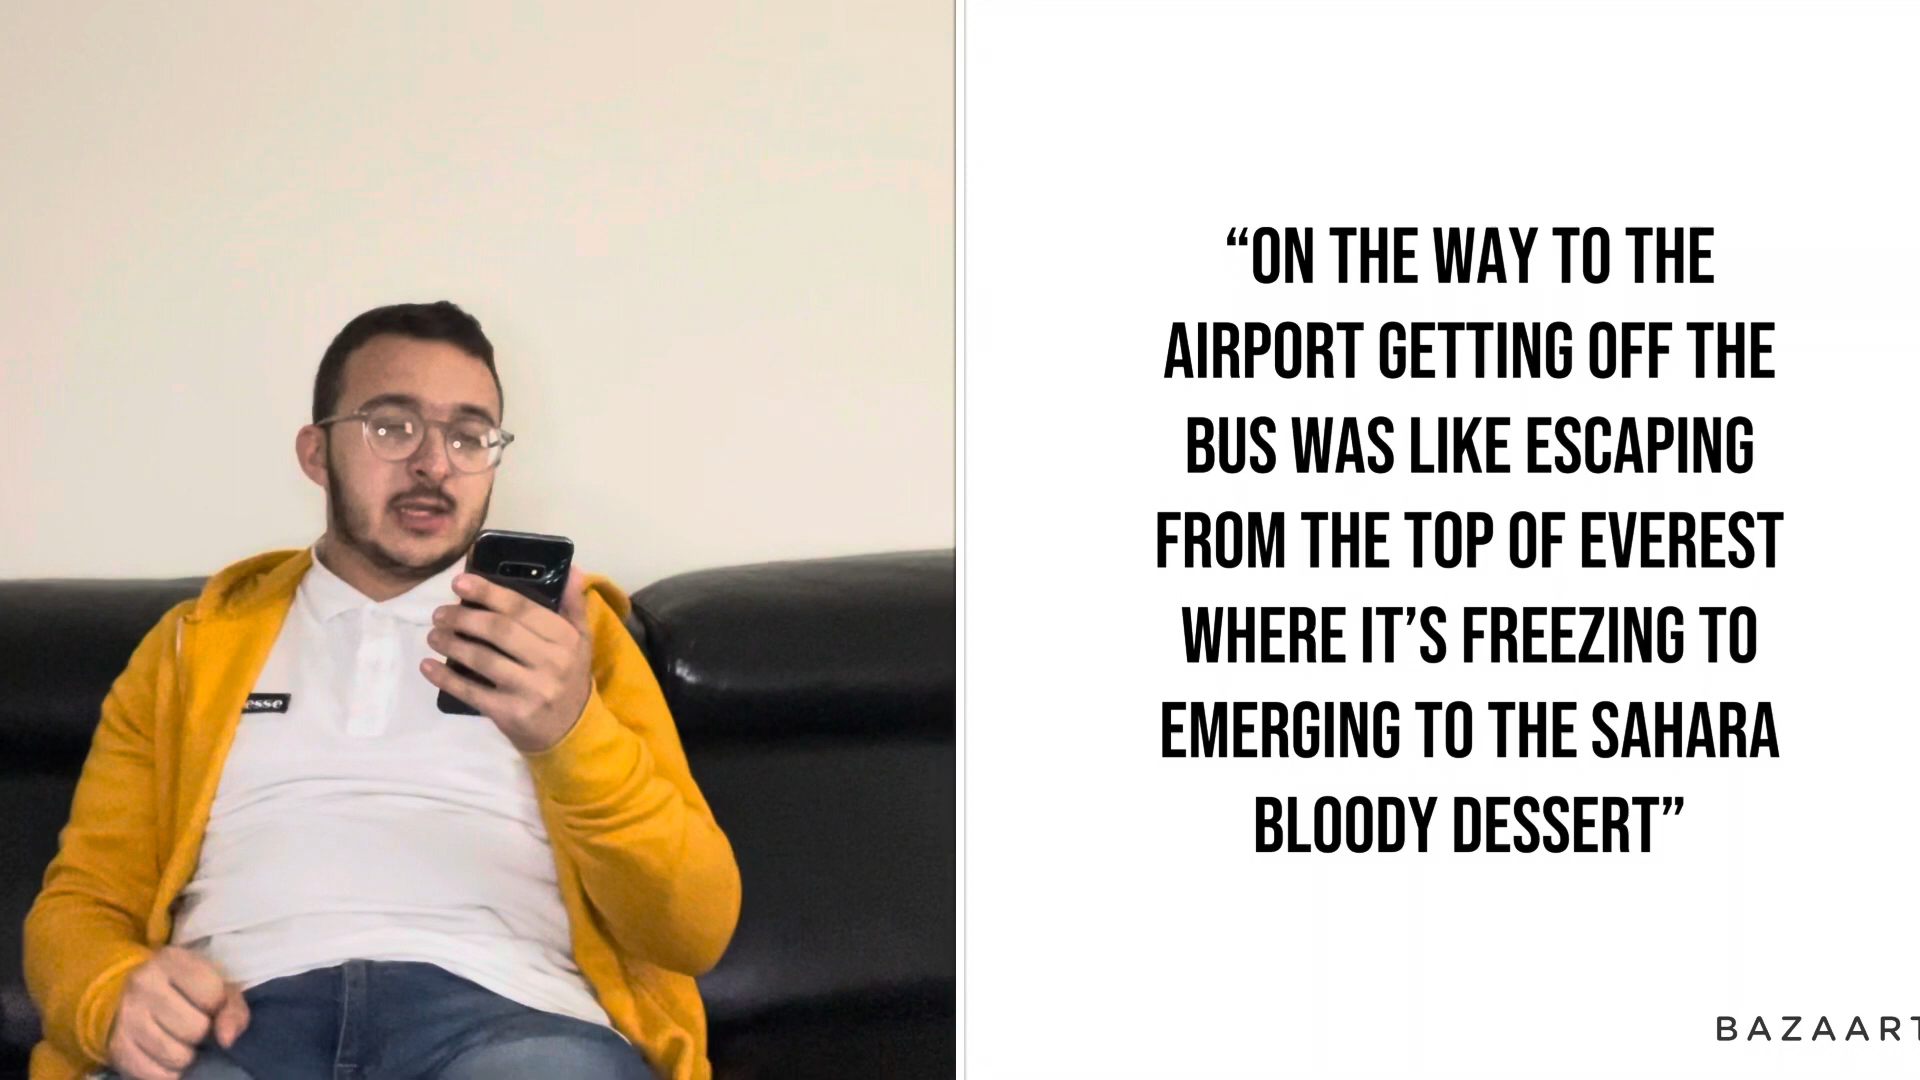 esse
“ON THE WAY TO THE
AIRPORT GETTING OFF THE
BUS WAS LIKE ESCAPING
FROM THE TOP OF EVEREST
WHERE IT’S FREEZING TO
EMERGING TO THE SAHARA
BLOODY DESSERT”
BAZAART